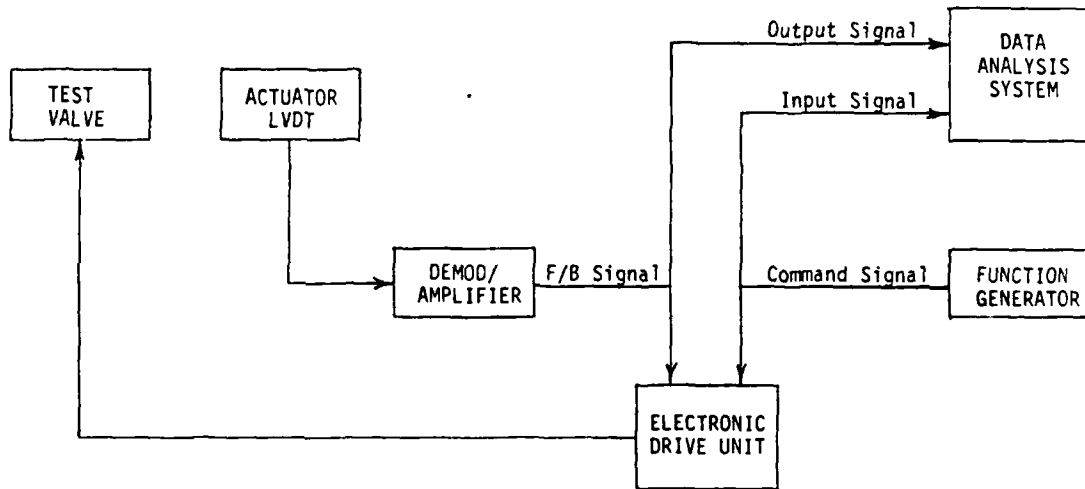 Output Signal
DATA
ANALYSIS
SYSTEM
TEST
VALVE
ACTUATOR
LVDT
Input Signal
DEMOD/
AMPLIFIER
F/B Signal
Command Signal
FUNCTION
GENERATOR
ELECTRONIC
DRIVE UNIT